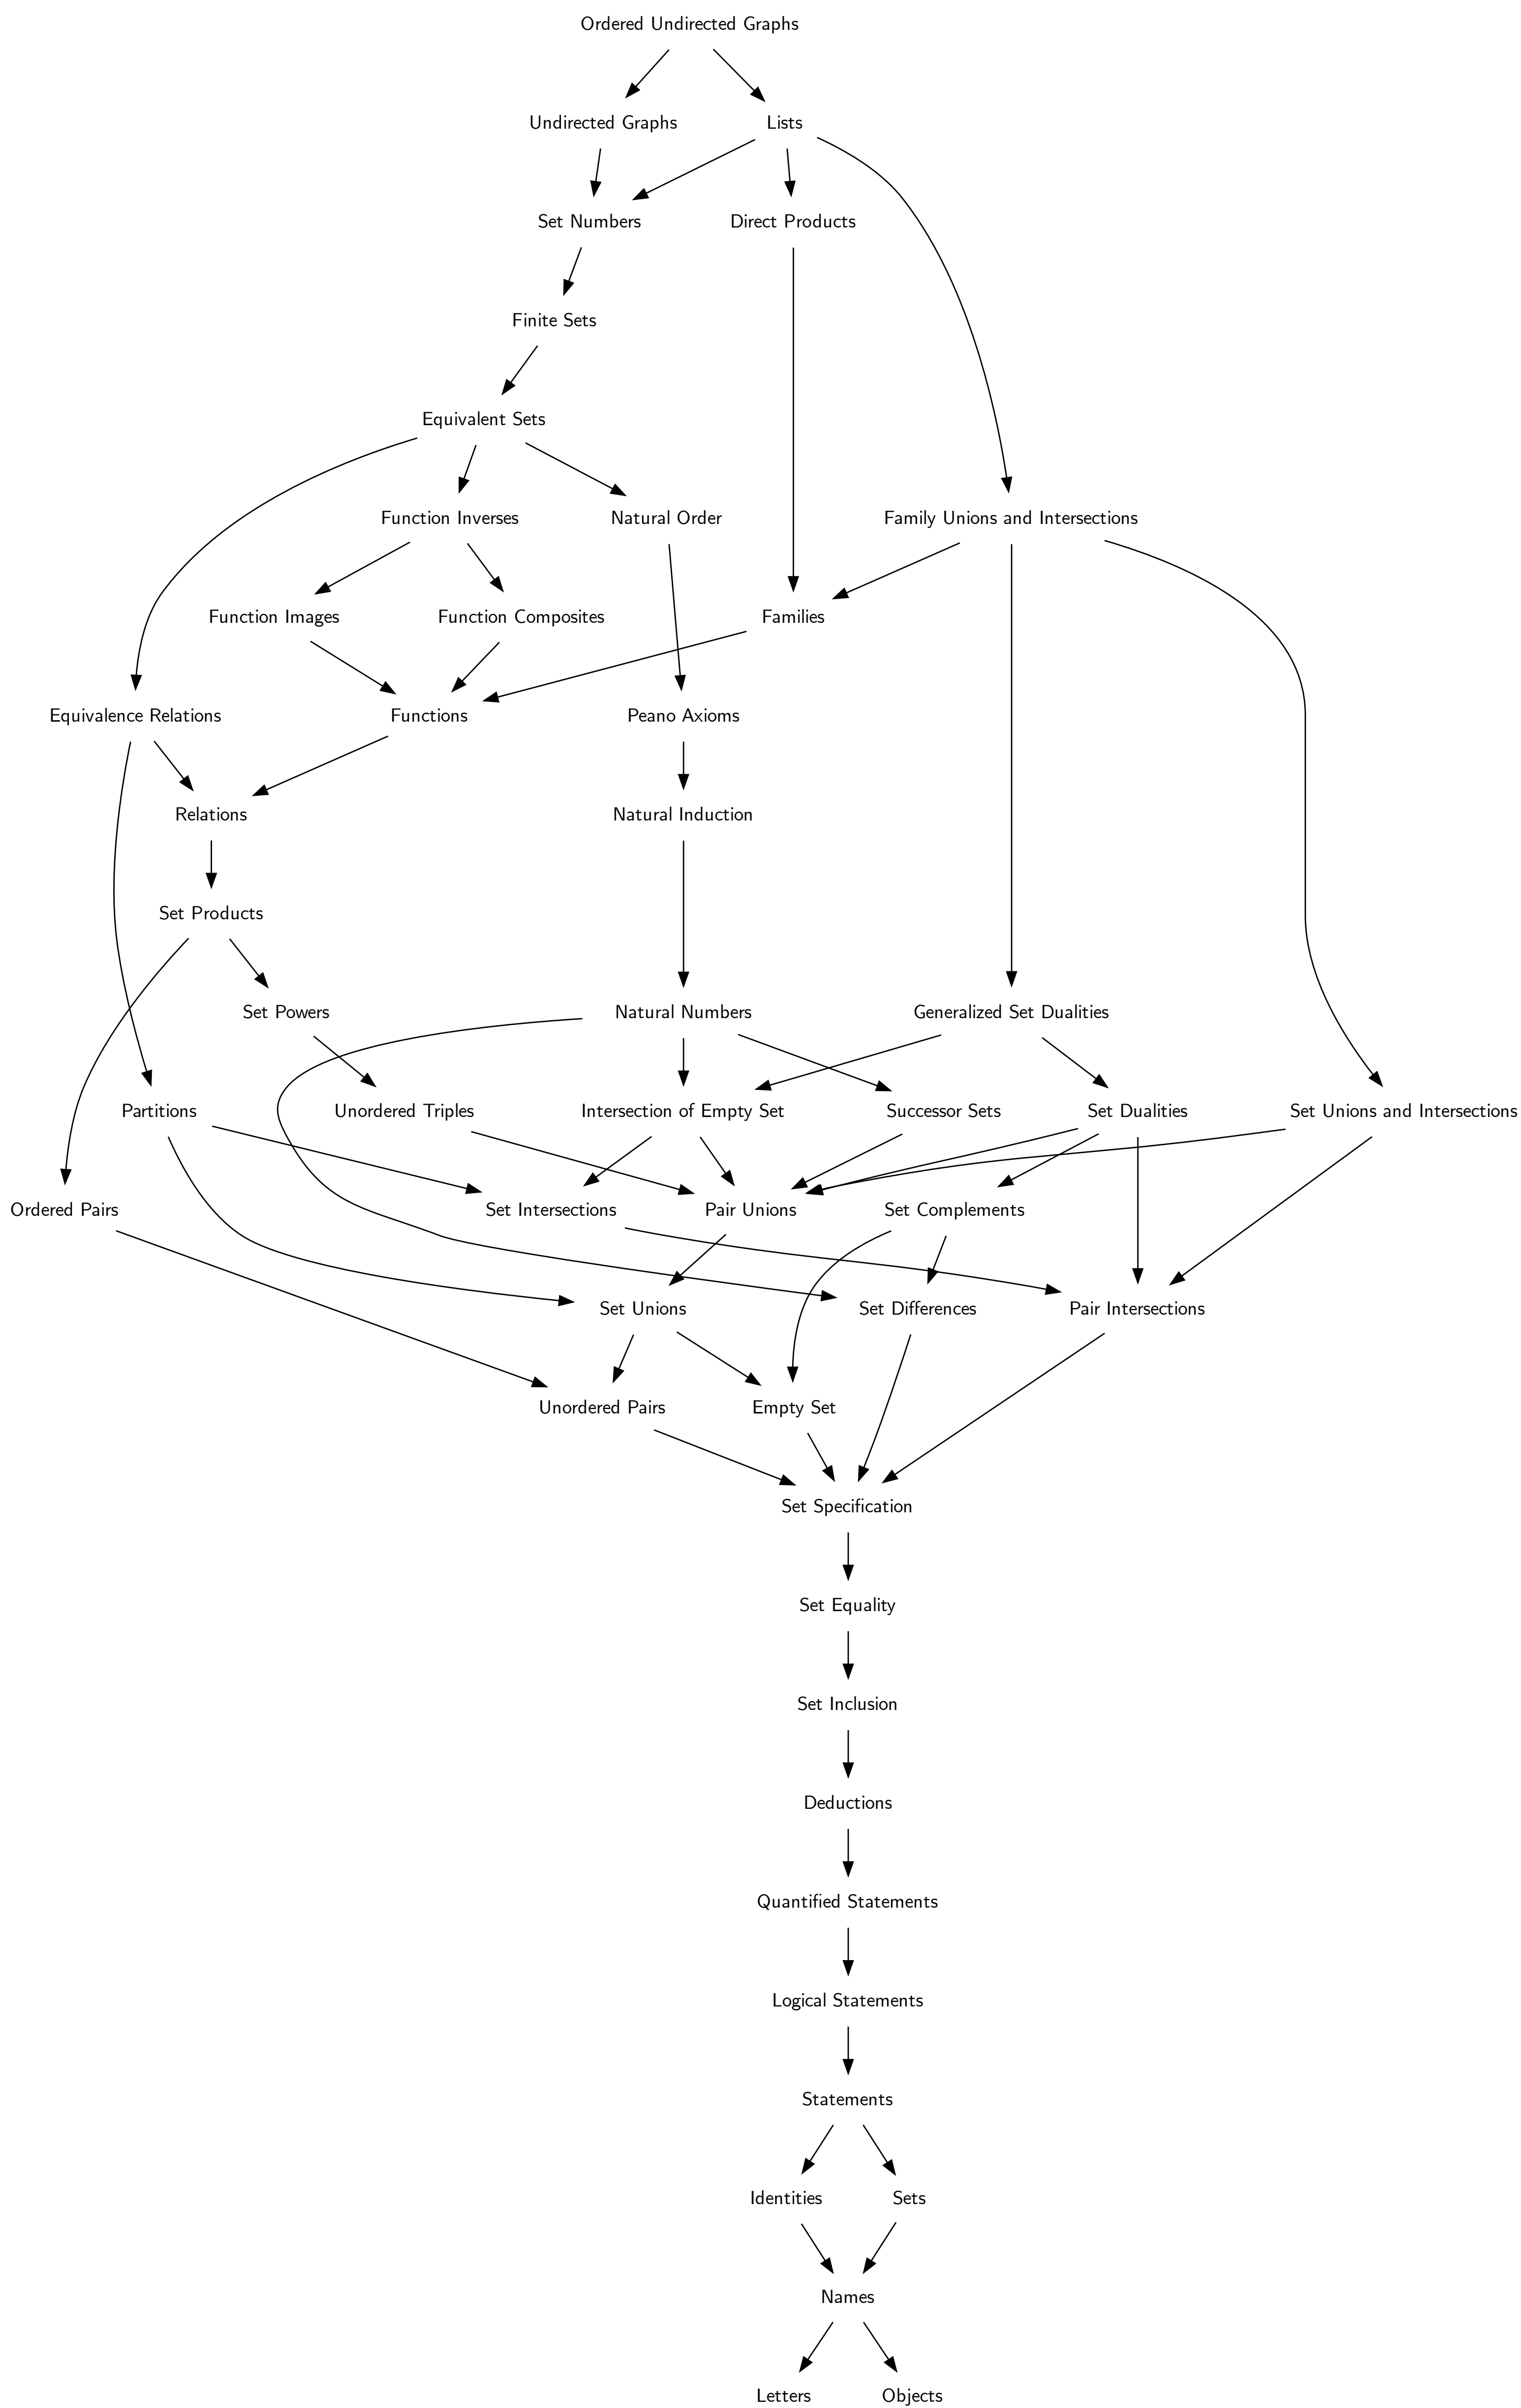 Ordered Undirected Graphs
Undirected Graphs
Lists
Set Numbers
Direct Products
Finite Sets
Equivalent Sets
Function Inverses
Natural Order
Family Unions and Intersections
Function Images
Function Composites
Families
Equivalence Relations
Functions
Peano Axioms
Relations
Natural Induction
Set Products
Set Powers
Natural Numbers
Generalized Set Dualities
Partitions
Unordered Triples
Intersection of Empty Set
Successor Sets
Set Dualities
Set Unions and Intersections
Ordered Pairs
Set Intersections
Pair Unions
Set Complements
Set Unions
Set Differences
Pair Intersections
Unordered Pairs
Empty Set
Set Specification
Set Equality
Set Inclusion
Deductions
Quantified Statements
Logical Statements
Statements
Identities
Sets
Names
Letters
Objects